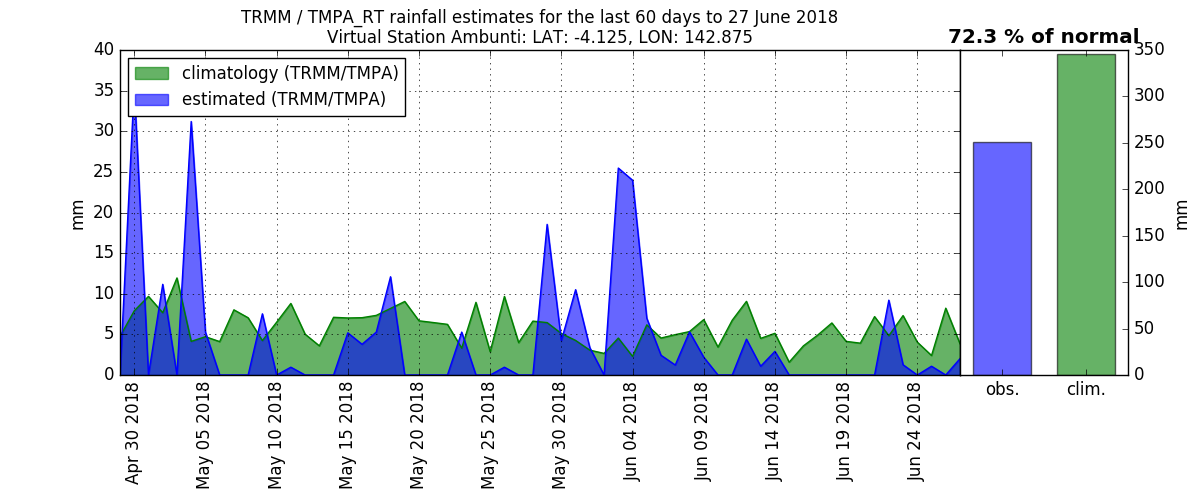 TRMM / TMPA_RT rainfall estimates for the last 60 days to 27 June 2018
Virtual Station Ambunti: LAT: -4.125, LON: 142.875
72.3 % of normal
climatology (TRMM/TMPA)
estimated (TRMM/TMPA)
40
35
30
25
20
15
10
5
0
mm
Apr 30 2018
May 05 2018
May 10 2018
May 15 2018
May 20 2018
May 25 2018
May 30 2018
Jun 04 2018
Jun 09 2018
Jun 14 2018
Jun 19 2018
Jun 24 2018
350
300
250
200
150
100
50
0
mm
obs.
clim.